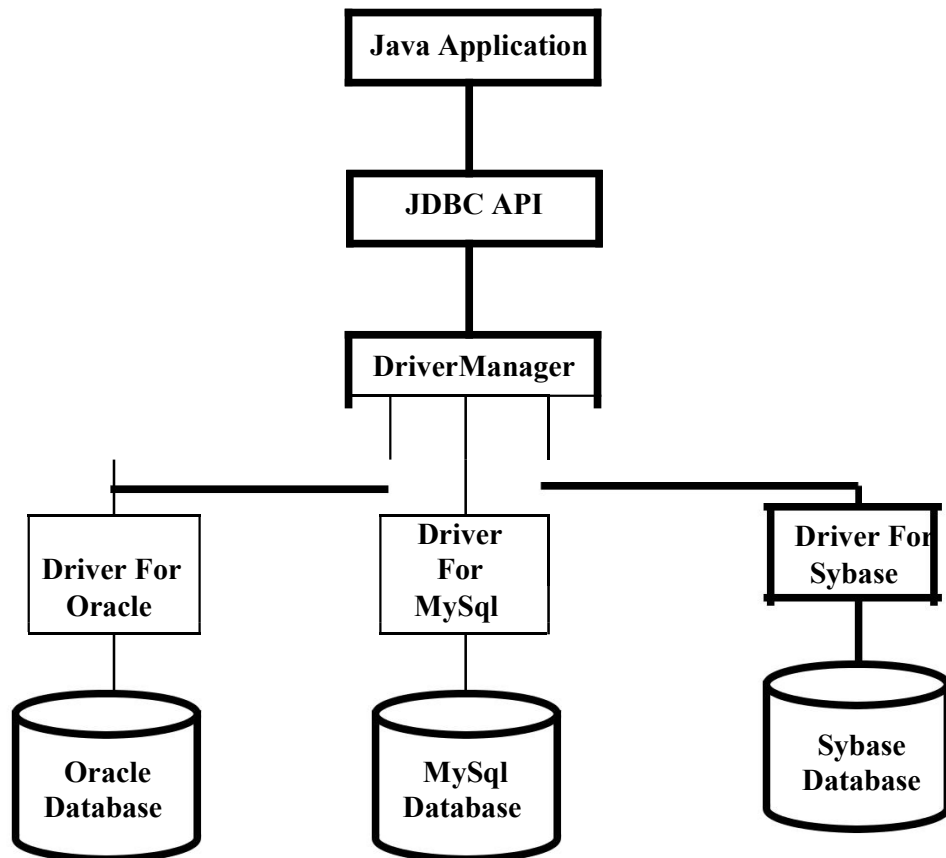 Java Application
JDBC API
DriverManager
Driver For
Oracle
Driver
For
MySql
Driver For
Sybase
Oracle
Database
MySql
Database
Sybase
Database